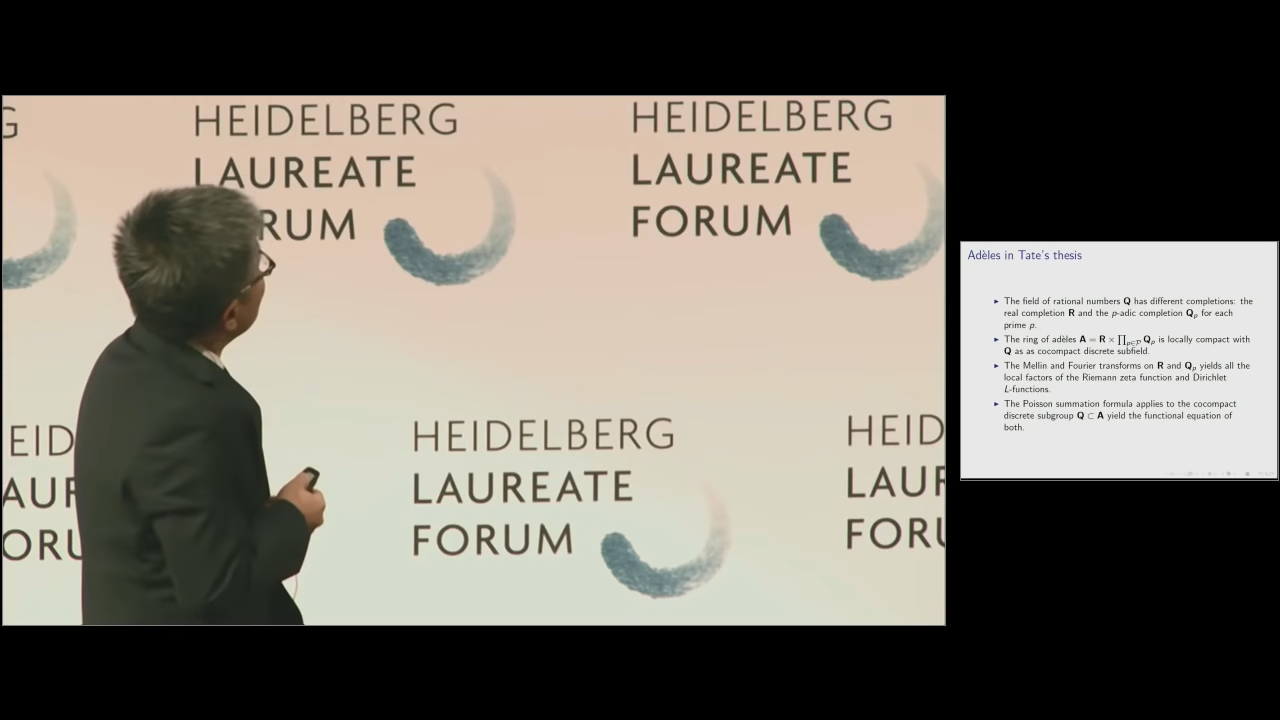 G
HEIDELBERG
LAUREATE
RUM
HEIDELBERG
LAUREATE
FORUM
EID
AUR
ORU
HEIDELBERG
LAUREATE
FORUM
HEID
LAUR
FORU
Adèles in Tate's thesis
▸ The field of rational numbers Q has different completions: the
real completion R and the p-adic completion Qₚ for each
prime p.
▸ The ring of adèles A = R × ∏ₚ∈𝒫 Qₚ is locally compact with
Q as as cocompact discrete subfield.
▸ The Mellin and Fourier transforms on R and Qₚ yields all the
local factors of the Riemann zeta function and Dirichlet
L-functions.
▸ The Poisson summation formula applies to the cocompact
discrete subgroup Q ⊂ A yield the functional equation of
both.